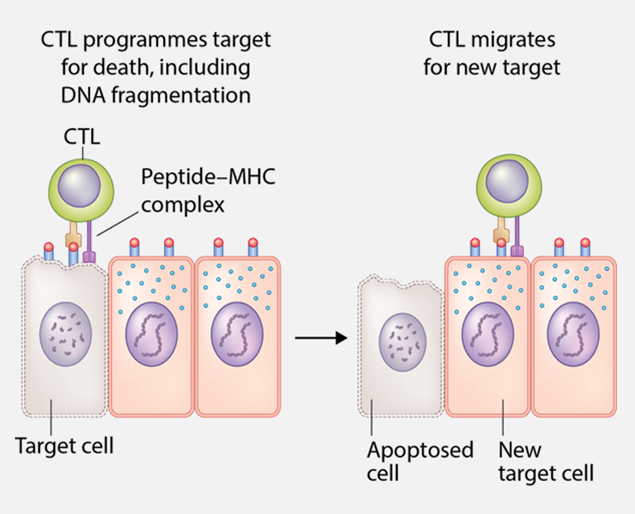 CTL programmes target
for death, including
DNA fragmentation
CTL
Peptide–MHC
complex
Target cell
CTL migrates
for new target
Apoptosed
cell
New
target cell